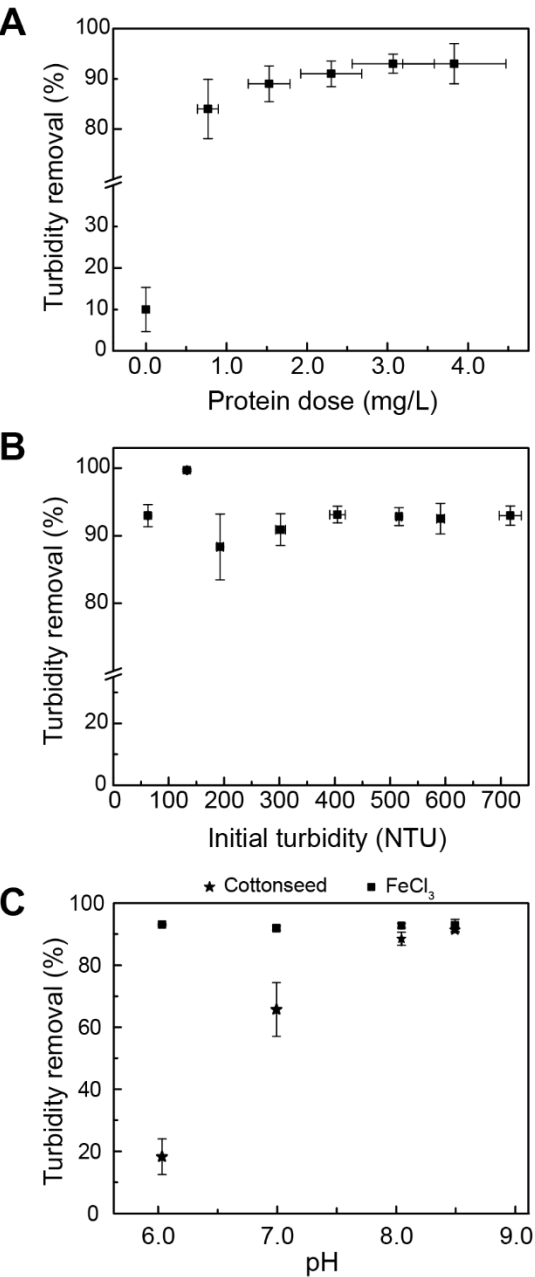 A
Turbidity removal (%)
100
90
80
30
20
10
0
0.0 1.0 2.0 3.0 4.0
Protein dose (mg/L)
B
Turbidity removal (%)
100
90
80
20
0
0 100 200 300 400 500 600 700
Initial turbidity (NTU)
★ Cottonseed ■ FeCl₃
C
Turbidity removal (%)
100
80
60
40
20
0
6.0 7.0 8.0 9.0
pH